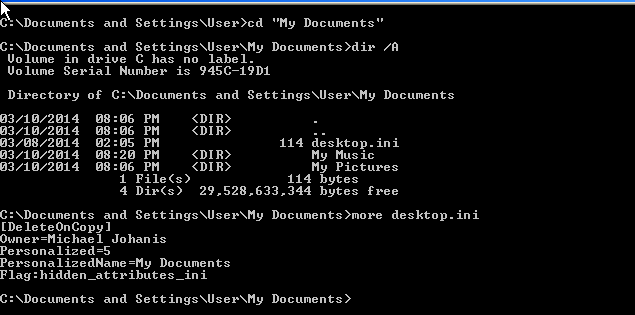 C:\Documents and Settings\User>cd "My Documents"
C:\Documents and Settings\User\My Documents>dir /A
 Volume in drive C has no label.
 Volume Serial Number is 945C-19D1
 Directory of C:\Documents and Settings\User\My Documents
03/10/2014  08:06 PM    <DIR>          .
03/10/2014  08:06 PM    <DIR>          ..
03/08/2014  02:05 PM               114 desktop.ini
03/10/2014  08:20 PM    <DIR>          My Music
03/10/2014  08:06 PM    <DIR>          My Pictures
               1 File(s)            114 bytes
               4 Dir(s)  29,528,633,344 bytes free
C:\Documents and Settings\User\My Documents>more desktop.ini
[DeleteOnCopy]
Owner=Michael Johanis
Personalized=5
PersonalizedName=My Documents
Flag:hidden_attributes_ini
C:\Documents and Settings\User\My Documents>